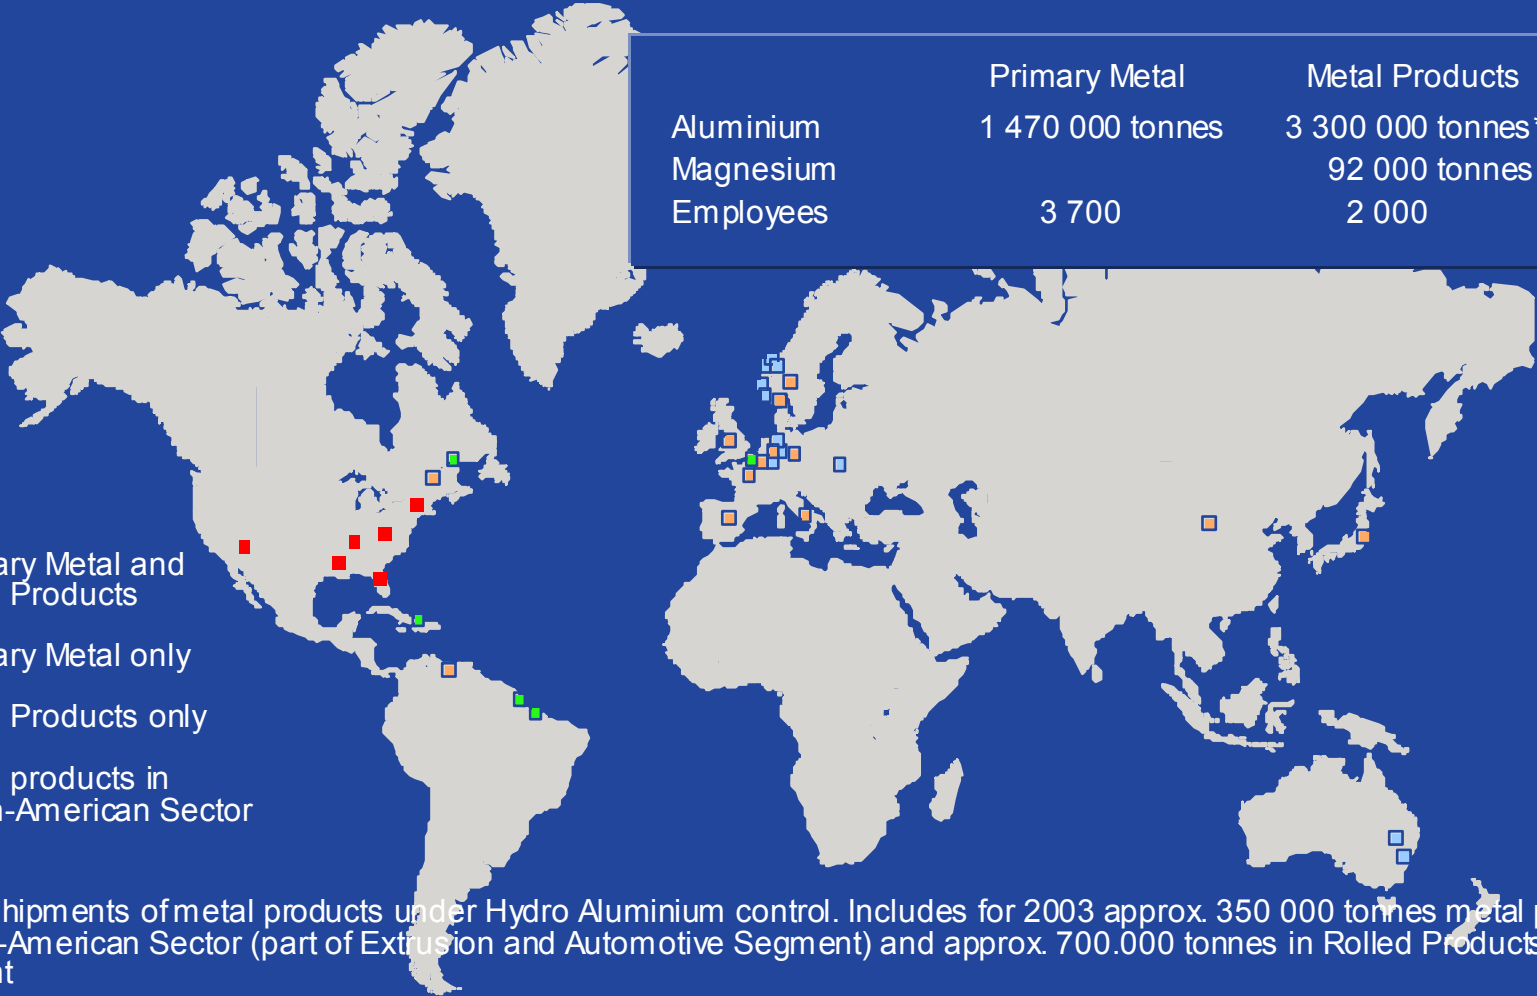 Primary Metal Metal Products
Aluminium 1 470 000 tonnes 3 300 000 tonnes*
Magnesium 92 000 tonnes
Employees 3 700 2 000
ary Metal and
Products
ary Metal only
Products only
products in
-American Sector
hipments of metal products under Hydro Aluminium control. Includes for 2003 approx. 350 000 tonnes metal
-American Sector (part of Extrusion and Automotive Segment) and approx. 700.000 tonnes in Rolled Products
nt